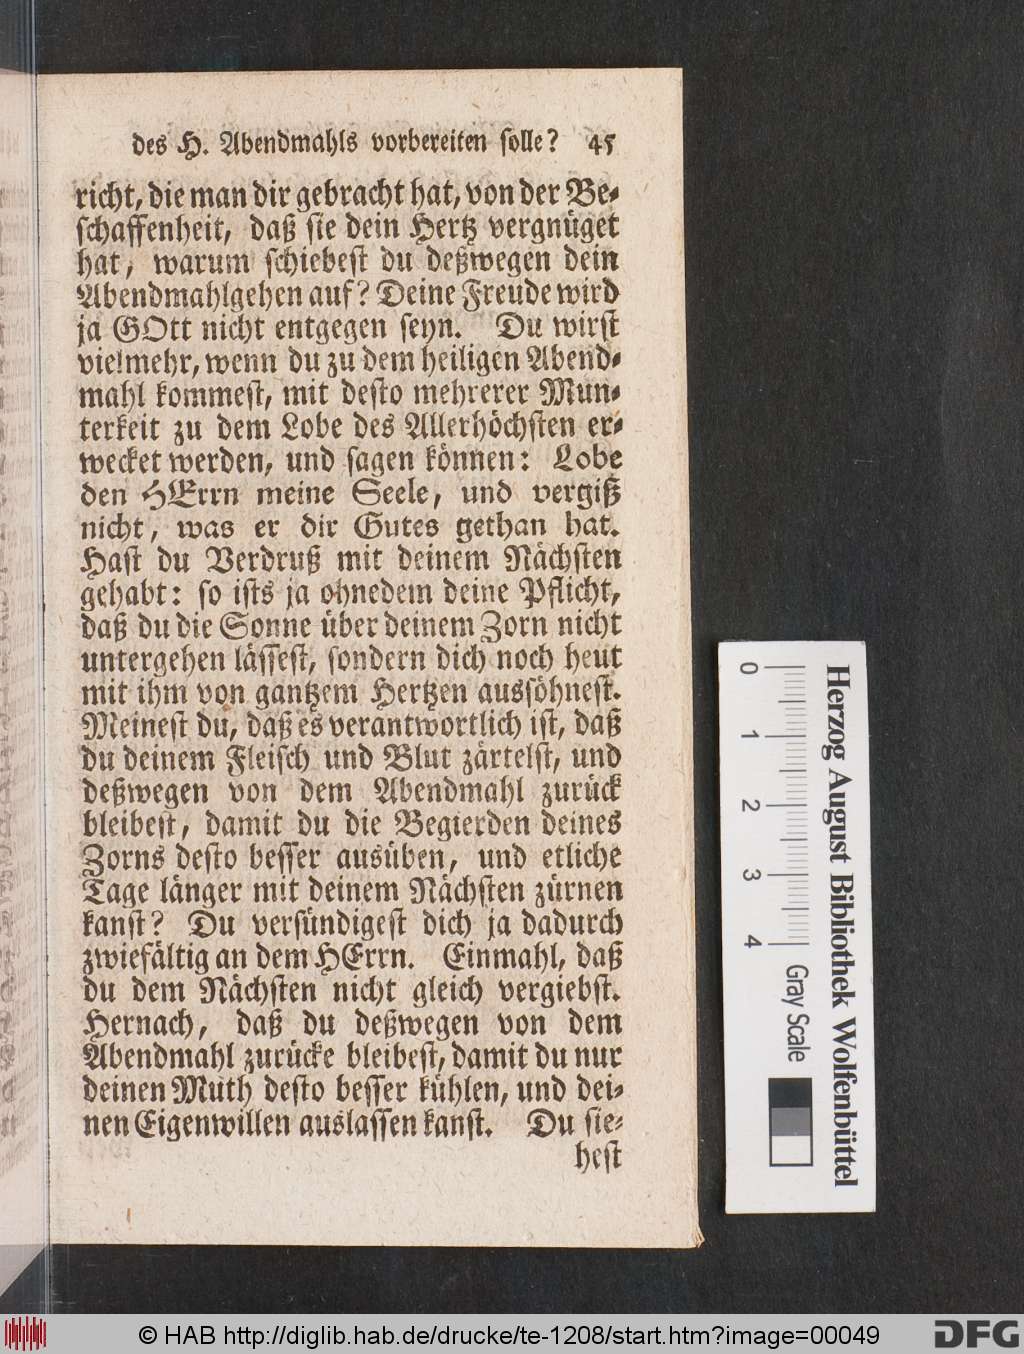 des H. Abendmahls vorbereiten solle? 45
richt, die man dir gebracht hat, von der Be-
schaffenheit, daß sie dein Hertz vergnüget
hat, warum schiebest du deßwegen dein
Abendmahlgehen auf? Deine Freude wird
ja GOtt nicht entgegen seyn. Du wirst
vielmehr, wenn du zu dem heiligen Abend-
mahl kommest, mit desto mehrerer Mun-
terkeit zu dem Lobe des Allerhöchsten er-
wecket werden, und sagen können: Lobe
den HErrn meine Seele, und vergiß
nicht, was er dir Gutes gethan hat.
Hast du Verdruß mit deinem Nächsten
gehabt: so ists ja ohnedem deine Pflicht,
daß du die Sonne über deinem Zorn nicht
untergehen lässest, sondern dich noch heut
mit ihm von gantzem Hertzen aussöhnest.
Meinest du, daß es verantwortlich ist, daß
du deinem Fleisch und Blut zärtelst, und
deßwegen von dem Abendmahl zurück
bleibest, damit du die Begierden deines
Zorns desto besser ausüben, und etliche
Tage länger mit deinem Nächsten zürnen
kanst? Du versündigest dich ja dadurch
zwiefältig an dem HErrn. Einmahl, daß
du dem Nächsten nicht gleich vergiebst.
Hernach, daß du deßwegen von dem
Abendmahl zurücke bleibest, damit du nur
deinen Muth desto besser kühlen, und dei-
nen Eigenwillen auslassen kanst. Du sie-
hest
0 1 2 3 4 Gray Scale
Herzog August Bibliothek Wolfenbüttel
© HAB http://diglib.hab.de/drucke/te-1208/start.htm?image=00049
DFG